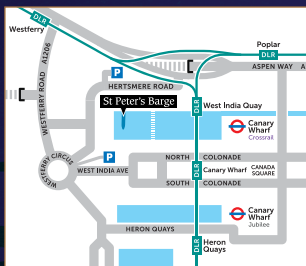 DLR
Westferry
Poplar
DLR
A1206
WESTFERRY ROAD
P
ASPEN WAY
A
HERTSMERE ROAD
St Peter's Barge
DLR
West India Quay
Canary
Wharf
Crossrail
WESTFERRY CIRCUS
P
WEST INDIA AVE
NORTH COLONADE
DLR
Canary Wharf
CANADA
SQUARE
SOUTH COLONADE
Canary
Wharf
Jubilee
HERON QUAYS
DLR
Heron
Quays